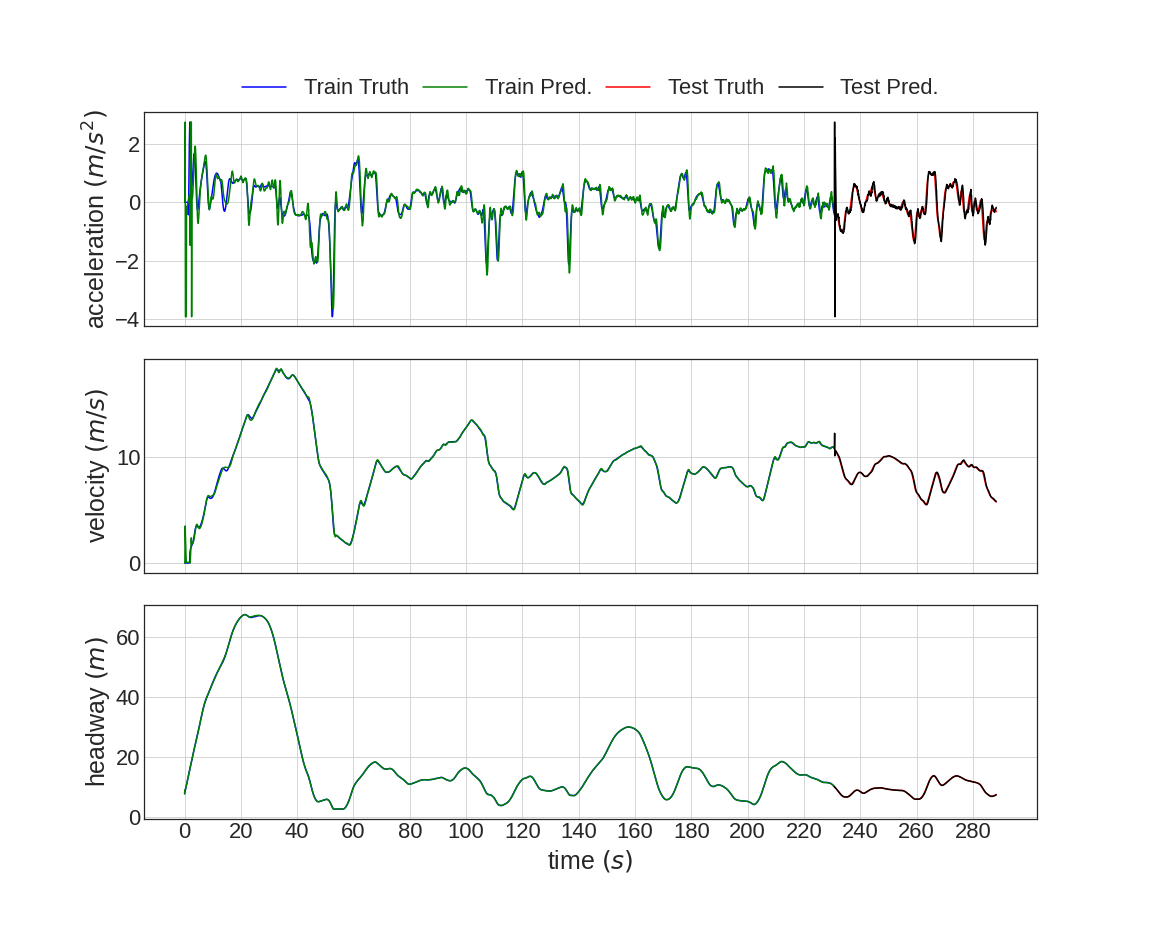 Train Truth Train Pred. Test Truth Test Pred.
acceleration (m/s²)
2
0
−2
−4
velocity (m/s)
10
0
headway (m)
60
40
20
0
0 20 40 60 80 100 120 140 160 180 200 220 240 260 280
time (s)